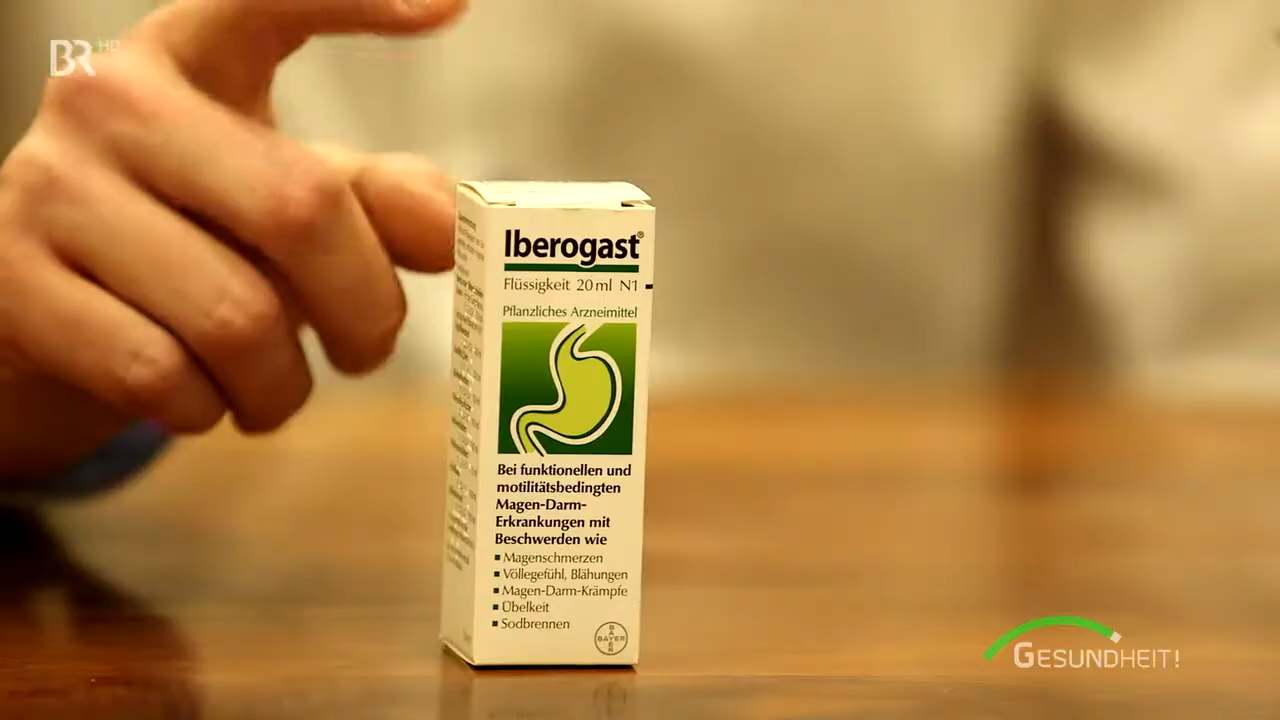 BR HD
Iberogast®
Flüssigkeit 20 ml N1
Pflanzliches Arzneimittel
Bei funktionellen und
motilitätsbedingten
Magen-Darm-
Erkrankungen mit
Beschwerden wie
Magenschmerzen
Völlegefühl, Blähungen
Magen-Darm-Krämpfe
Übelkeit
Sodbrennen
BAYER
GESUNDHEIT!